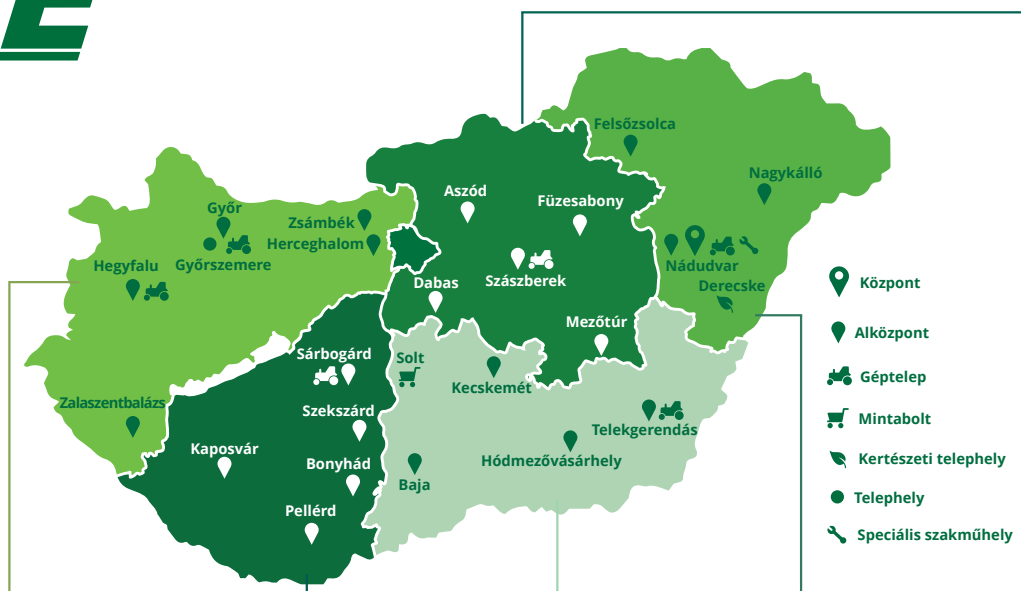 Felsőzsolca
Nagykálló
Aszód
Füzesabony
Győr
Zsámbék
Herceghalom
Győrszemere
Hegyfalu
Nádudvar
Szászberek
Dabas
Derecske
Mezőtúr
Sárbogárd
Solt
Kecskemét
Zalaszentbalázs
Szekszárd
Telekgerendás
Kaposvár
Bonyhád
Hódmezővásárhely
Baja
Pellérd
Központ
Alközpont
Géptelep
Mintabolt
Kertészeti telephely
Telephely
Speciális szakműhely